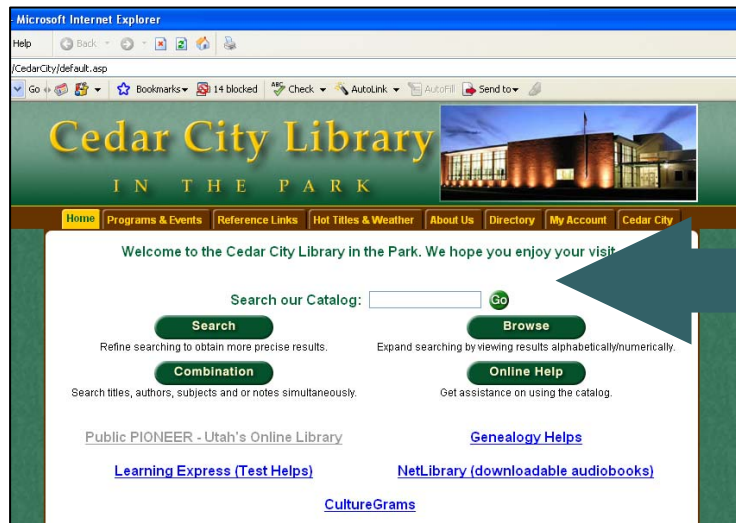 - Microsoft Internet Explorer
Help Back
/CedarCity/default.asp
Go Bookmarks 14 blocked ABC Check AutoLink AutoFill Send to
Cedar City Library
IN THE PARK
Home Programs & Events Reference Links Hot Titles & Weather About Us Directory My Account Cedar City
Welcome to the Cedar City Library in the Park. We hope you enjoy your visit
Search our Catalog: Go
Search Browse
Refine searching to obtain more precise results. Expand searching by viewing results alphabetically/numerically.
Combination Online Help
Search titles, authors, subjects and or notes simultaneously. Get assistance on using the catalog.
Public PIONEER - Utah's Online Library Genealogy Helps
Learning Express (Test Helps) NetLibrary (downloadable audiobooks)
CultureGrams